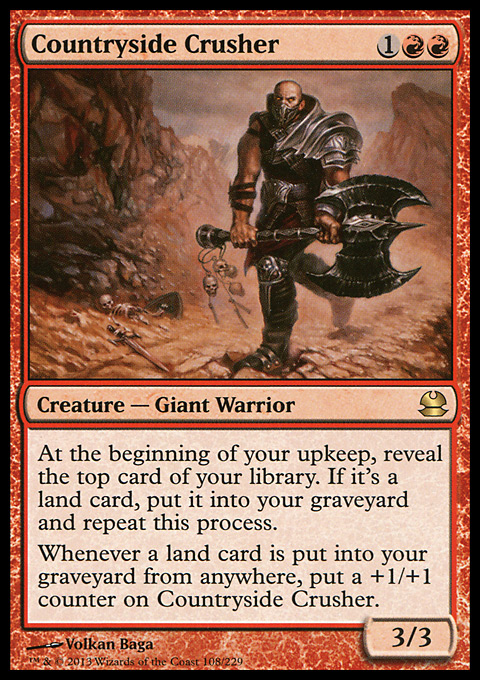 Countryside Crusher 1
Creature — Giant Warrior
At the beginning of your upkeep, reveal
the top card of your library. If it's a
land card, put it into your graveyard
and repeat this process.
Whenever a land card is put into your
graveyard from anywhere, put a +1/+1
counter on Countryside Crusher.
Volkan Baga
™ & © 2013 Wizards of the Coast 108/229
3/3